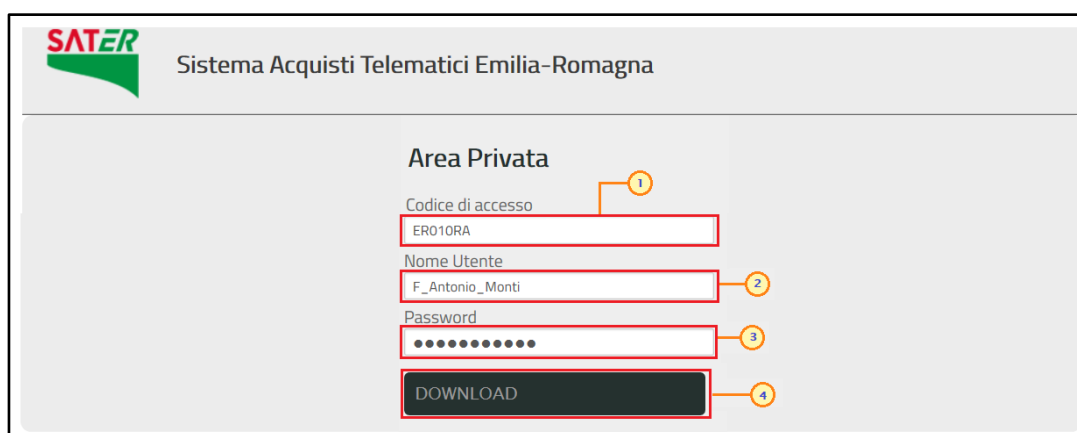 SATER
Sistema Acquisti Telematici Emilia-Romagna
Area Privata
1
Codice di accesso
ER010RA
Nome Utente
F_Antonio_Monti
2
Password
●●●●●●●●●●●
3
DOWNLOAD
4